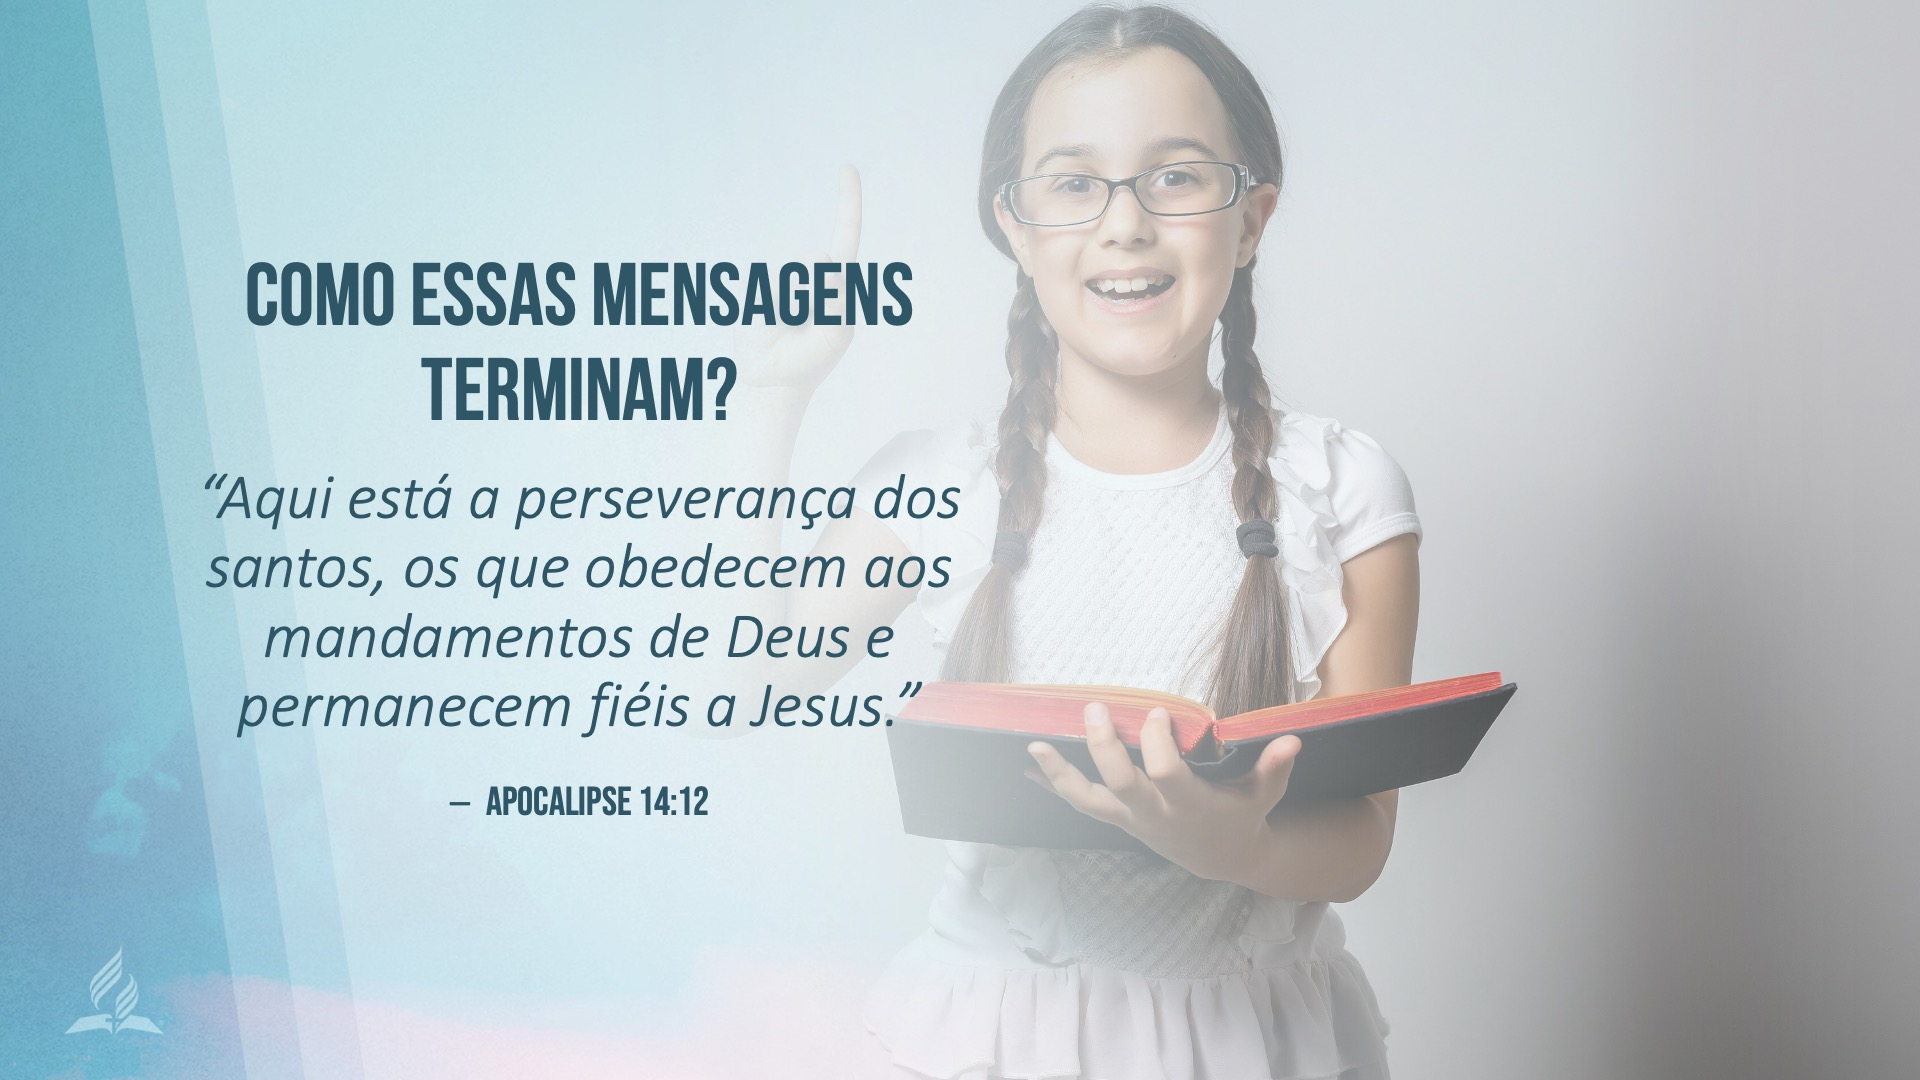 COMO ESSAS MENSAGENS
TERMINAM?
“Aqui está a perseverança dos
santos, os que obedecem aos
mandamentos de Deus e
permanecem fiéis a Jesus.”
– APOCALIPSE 14:12